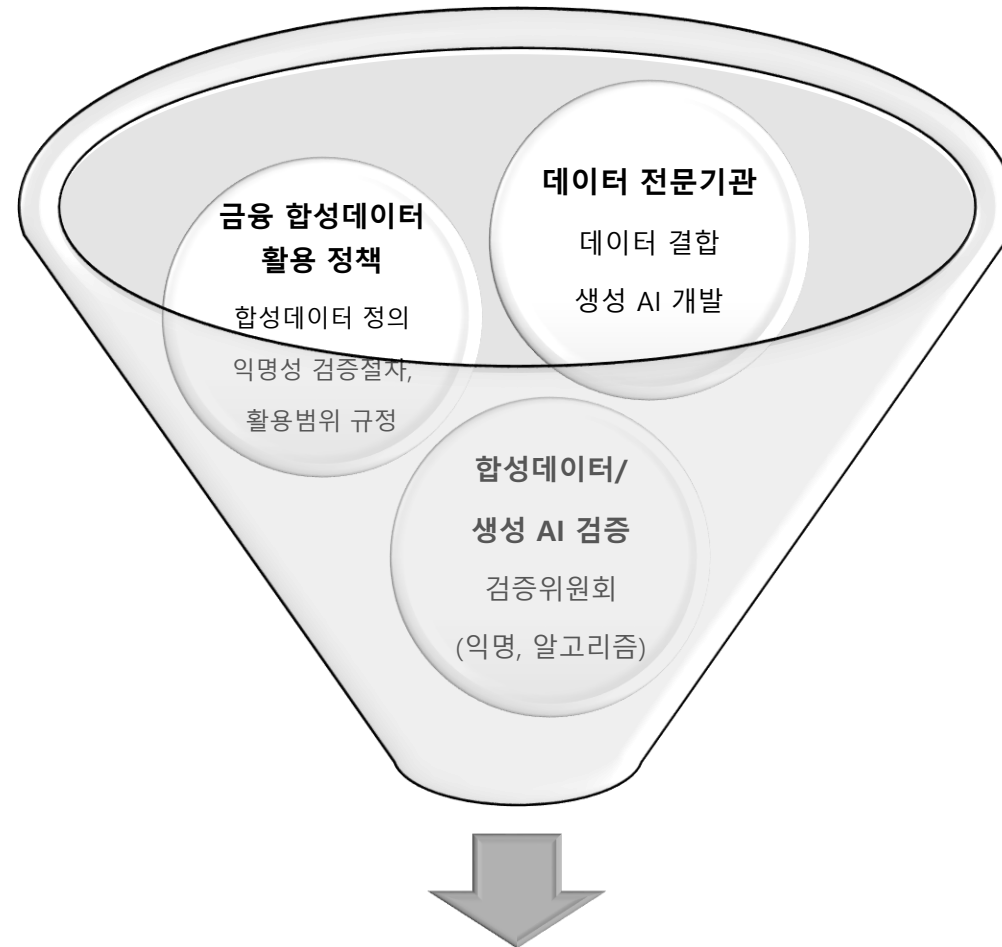 금융 합성데이터
활용 정책
합성데이터 정의
익명성 검증절차,
활용범위 규정
데이터 전문기관
데이터 결합
생성 AI 개발
합성데이터/
생성 AI 검증
검증위원회
(익명, 알고리즘)